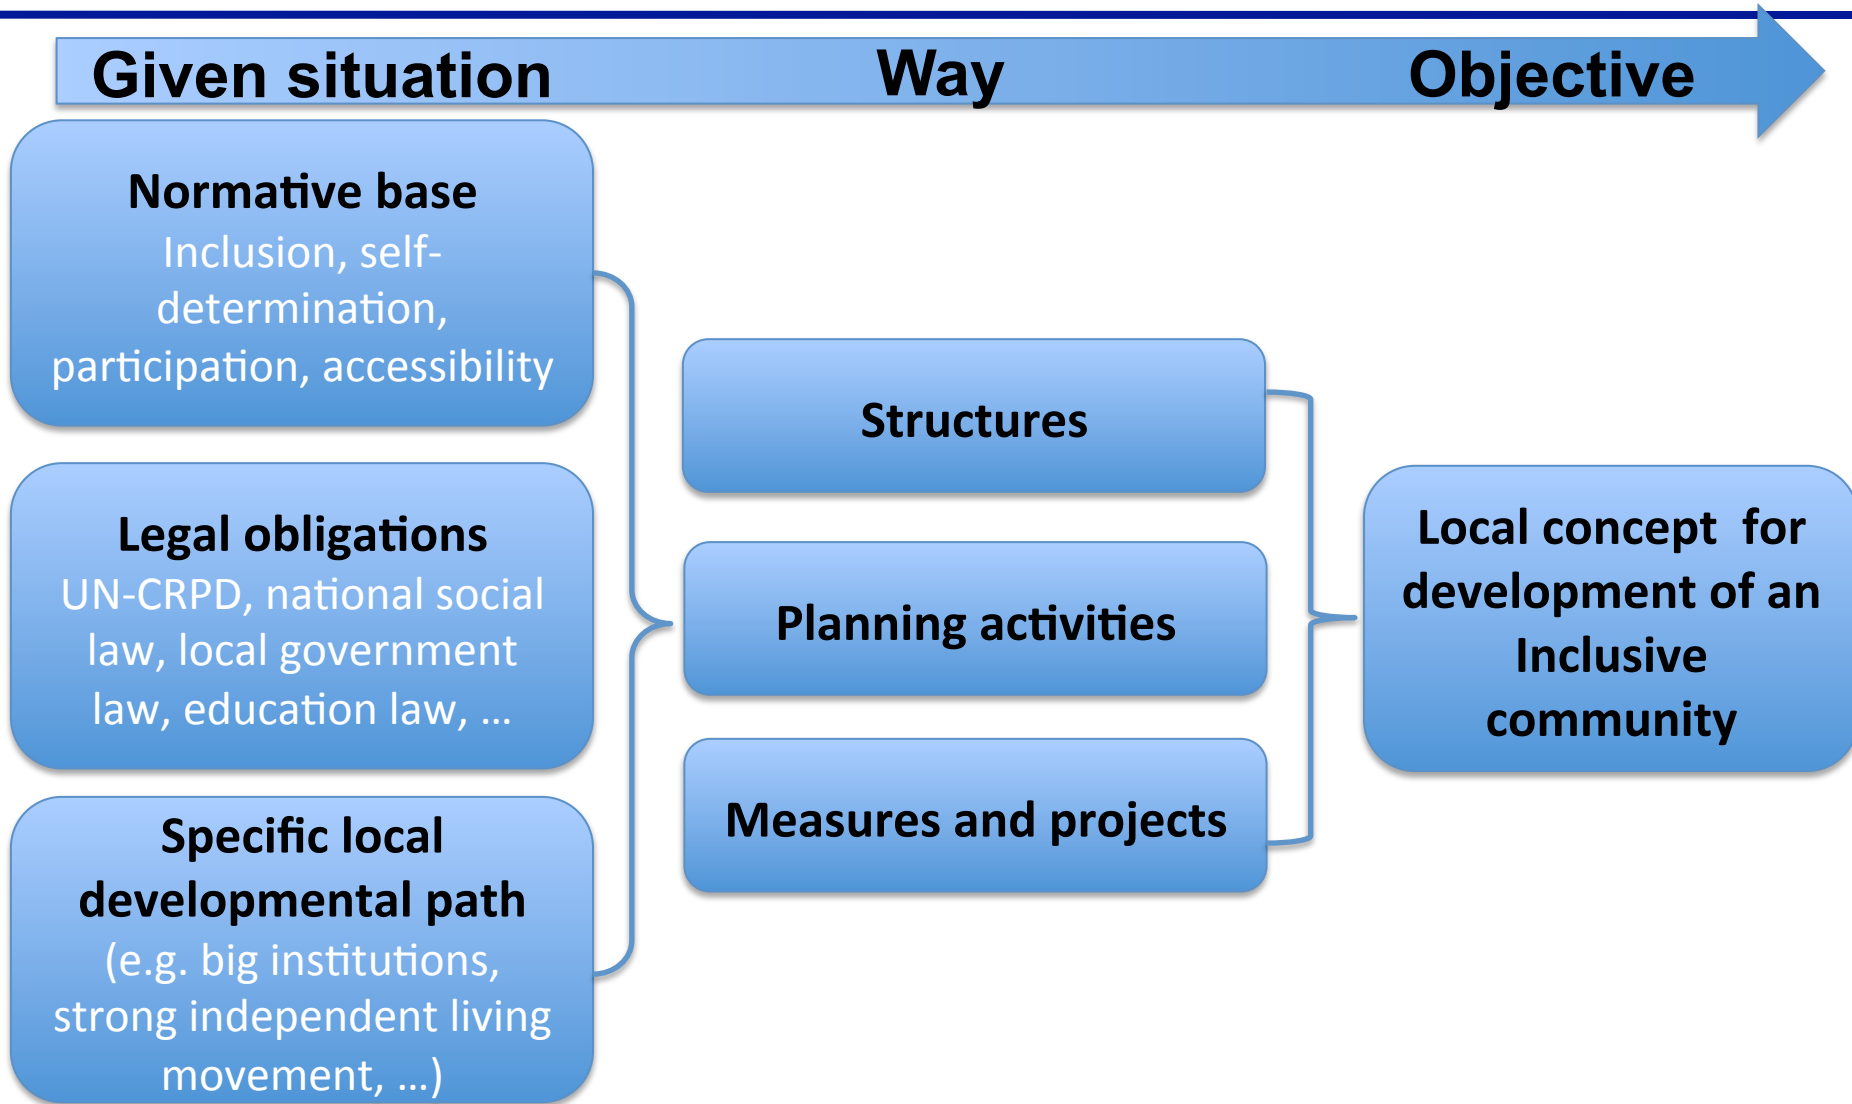 Given situation
Way
Objective
Normative base
Inclusion, self-
determination,
participation, accessibility
Legal obligations
UN-CRPD, national social
law, local government
law, education law, ...
Specific local
developmental path
(e.g. big institutions,
strong independent living
movement, ...)
Structures
Planning activities
Measures and projects
Local concept  for
development of an
Inclusive
community